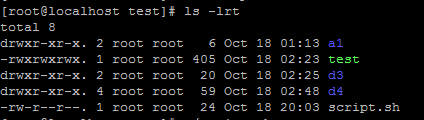 [root@localhost test]# ls -lrt
total 8
drwxr-xr-x. 2 root root   6 Oct 18 01:13 a1
-rwxrwxrwx. 1 root root 405 Oct 18 02:23 test
drwxr-xr-x. 2 root root  20 Oct 18 02:25 d3
drwxr-xr-x. 4 root root  59 Oct 18 02:48 d4
-rw-r--r--. 1 root root  24 Oct 18 20:03 script.sh